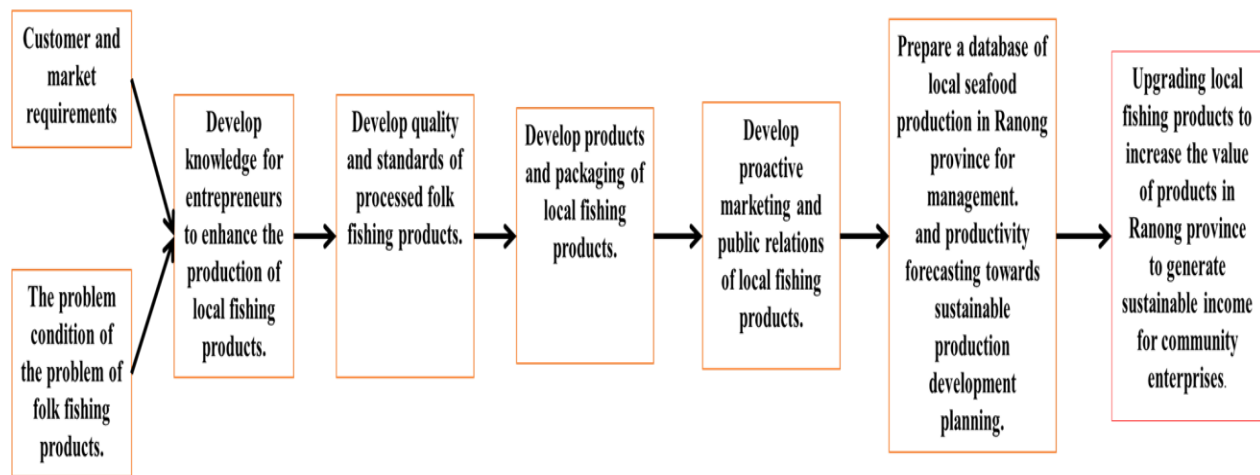 Customer and
market
requirements
The problem
condition of
the problem of
folk fishing
products.
Develop
knowledge for
entrepreneurs
to enhance the
production of
local fishing
products.
Develop quality
and standards of
processed folk
fishing products.
Develop products
and packaging of
local fishing
products.
Develop
proactive
marketing and
public relations
of local fishing
products.
Prepare a database of
local seafood
production in Ranong
province for
management.
and productivity
forecasting towards
sustainable
production
development
planning.
Upgrading local
fishing products to
increase the value
of products in
Ranong province
to generate
sustainable income
for community
enterprises.